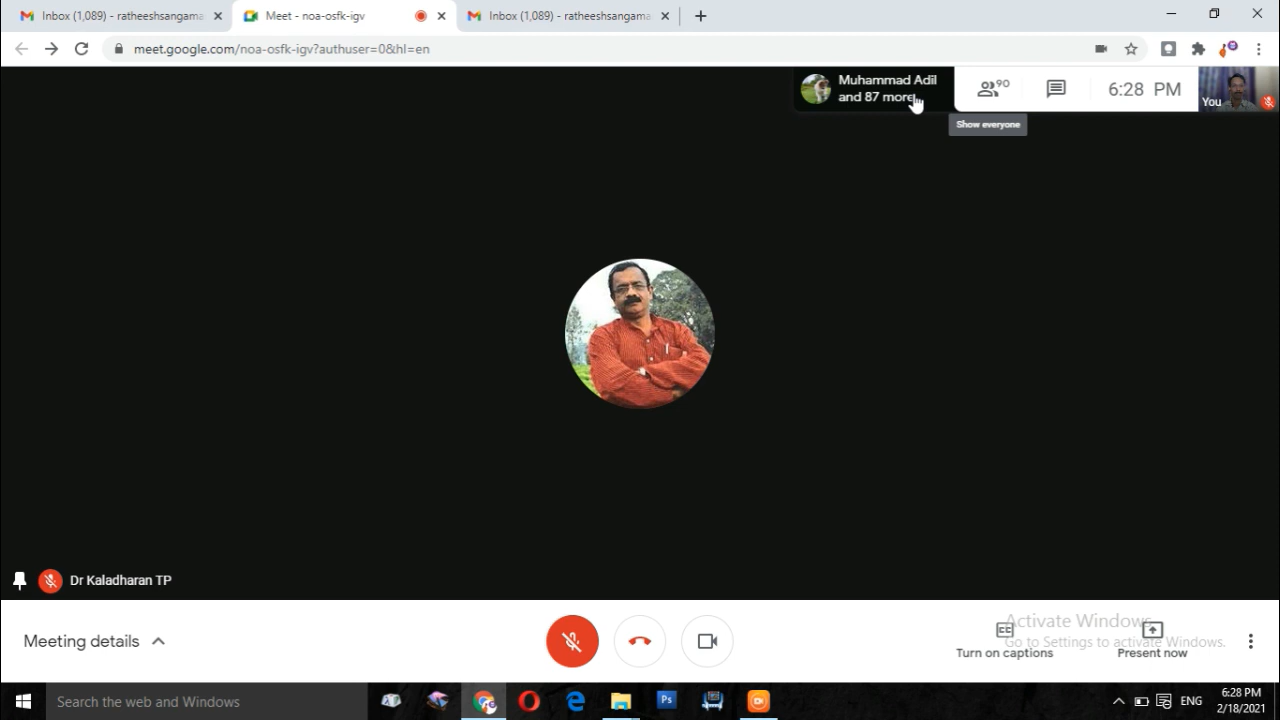 Inbox (1,089) - ratheeshsangama
Meet - noa-osfk-igv
Inbox (1,089) - ratheeshsangama
meet.google.com/noa-osfk-igv?authuser=0&hl=en
Muhammad Adil
and 87 more
90
6:28 PM
You
Show everyone
Dr Kaladharan TP
Meeting details
Activate Windows
Go to Settings to activate Windows.
CC
Turn on captions
Present now
Search the web and Windows
Ps
ENG
6:28 PM
2/18/2021